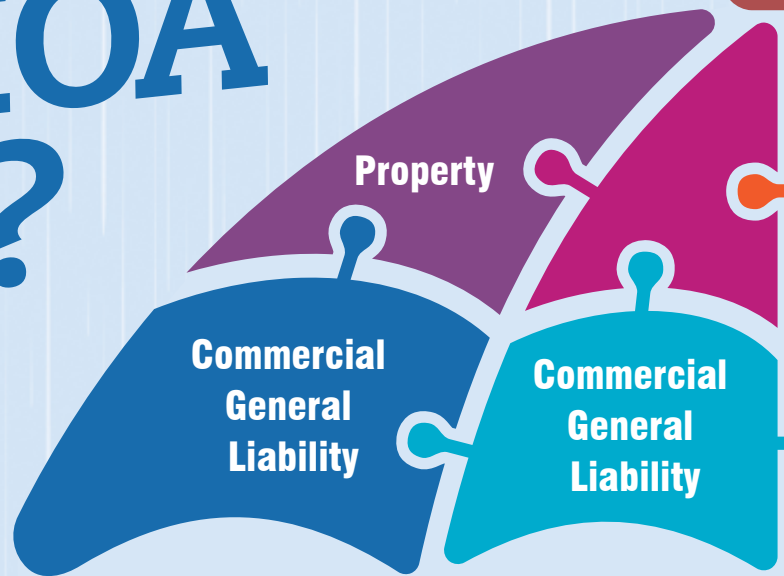 OA
?
Property
Commercial
General
Liability
Commercial
General
Liability